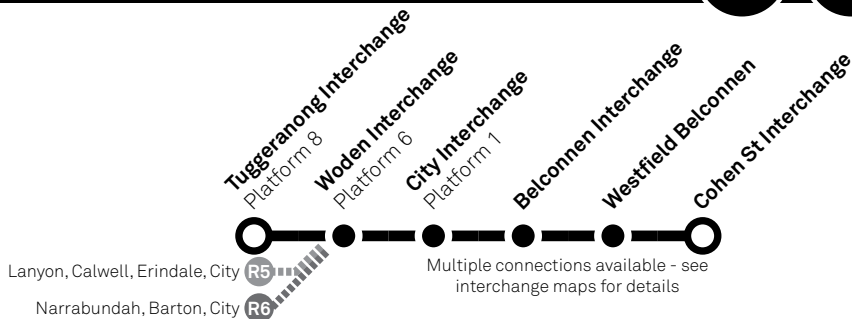 Tuggeranong Interchange
Platform 8
Woden Interchange
Platform 6
City Interchange
Platform 1
Belconnen Interchange
Westfield Belconnen
Cohen St Interchange
Lanyon, Calwell, Erindale, City R5
Narrabundah, Barton, City R6
Multiple connections available - see
interchange maps for details